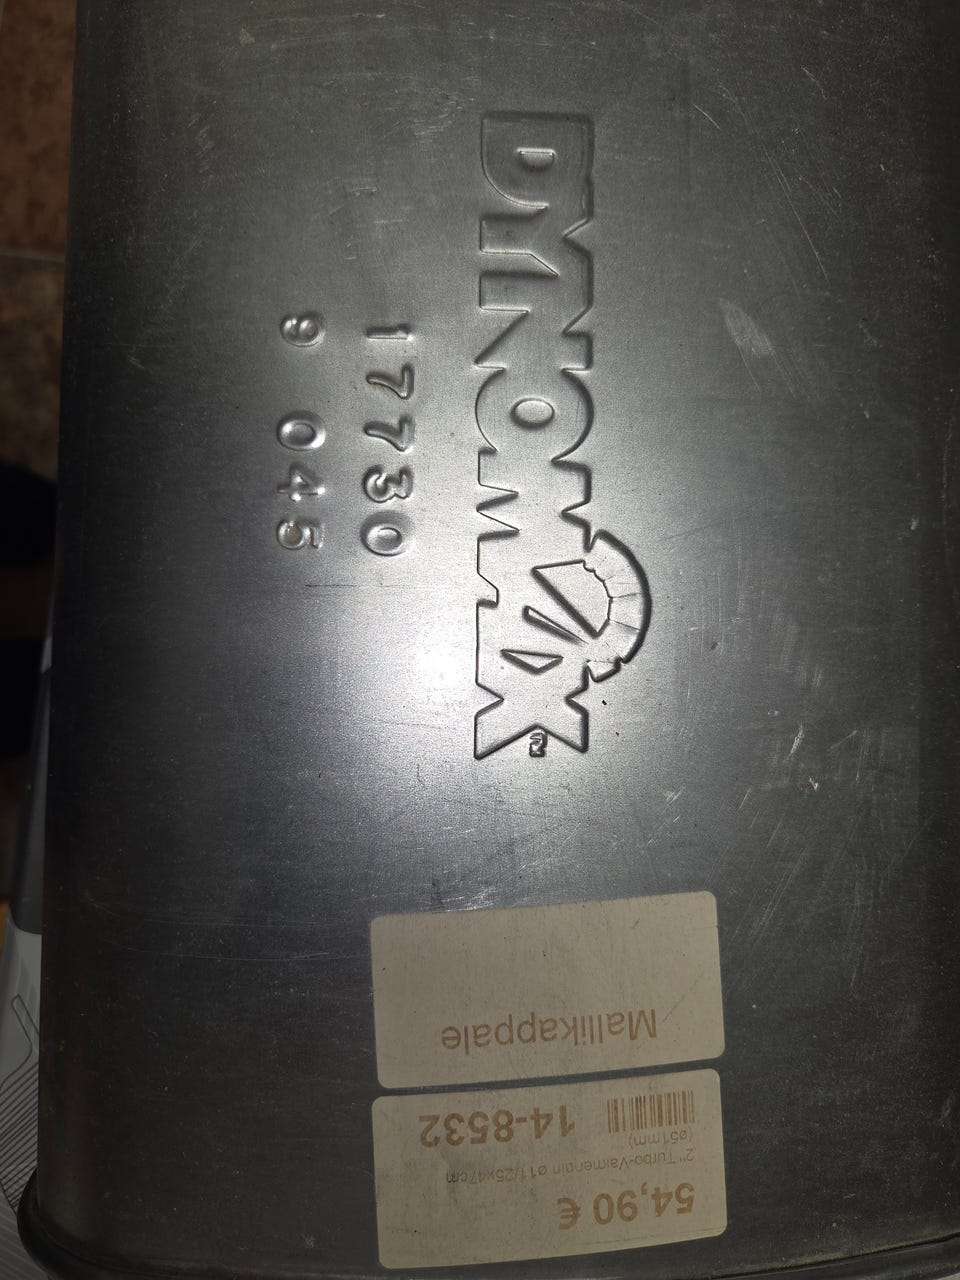 DYNOMAX
17730
9 045
Mallikappale
54,90 €
2" Turbo-Vaimennin ø11/25x47cm
(ø51mm)
14-8532